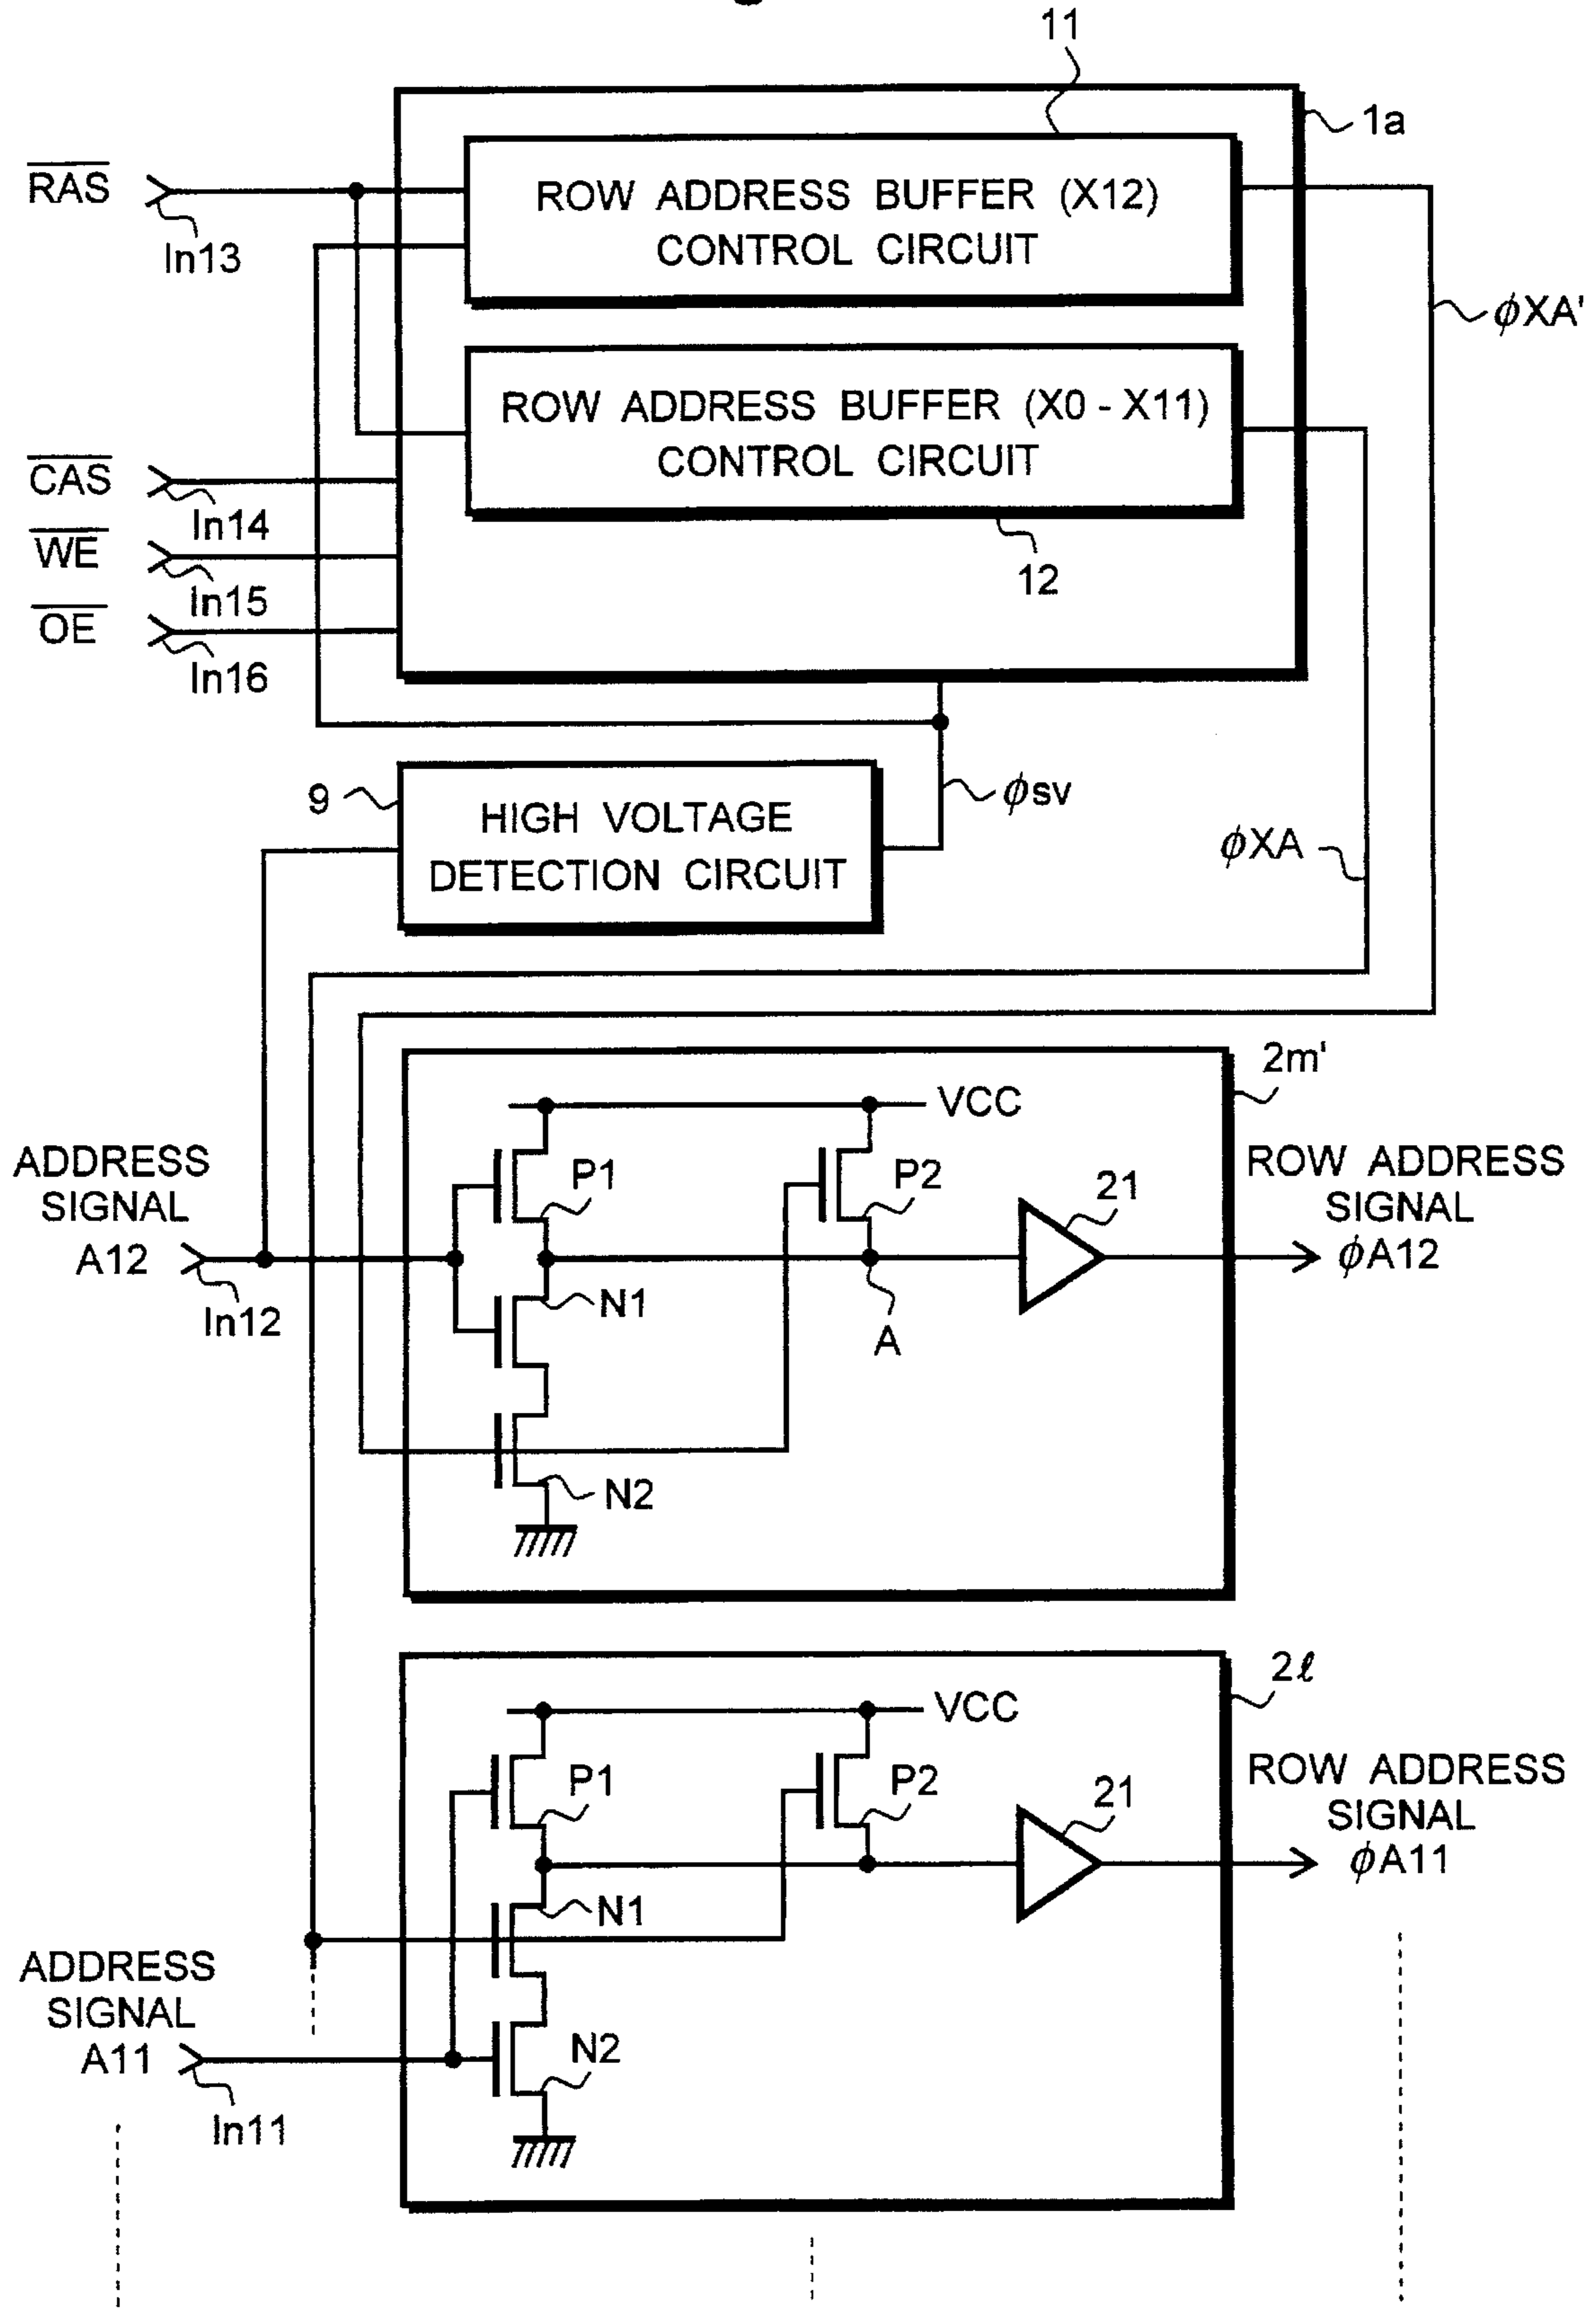 11
1a
RAS
In13
ROW ADDRESS BUFFER (X12)
CONTROL CIRCUIT
ϕXA'
ROW ADDRESS BUFFER (X0 - X11)
CONTROL CIRCUIT
12
CAS
In14
WE
In15
OE
In16
9
HIGH VOLTAGE
DETECTION CIRCUIT
ϕsv
ϕXA
2m'
VCC
P1
P2
21
ADDRESS
SIGNAL
A12
In12
N1
A
N2
ROW ADDRESS
SIGNAL
ϕA12
2ℓ
VCC
P1
P2
21
ROW ADDRESS
SIGNAL
ϕA11
N1
ADDRESS
SIGNAL
A11
In11
N2